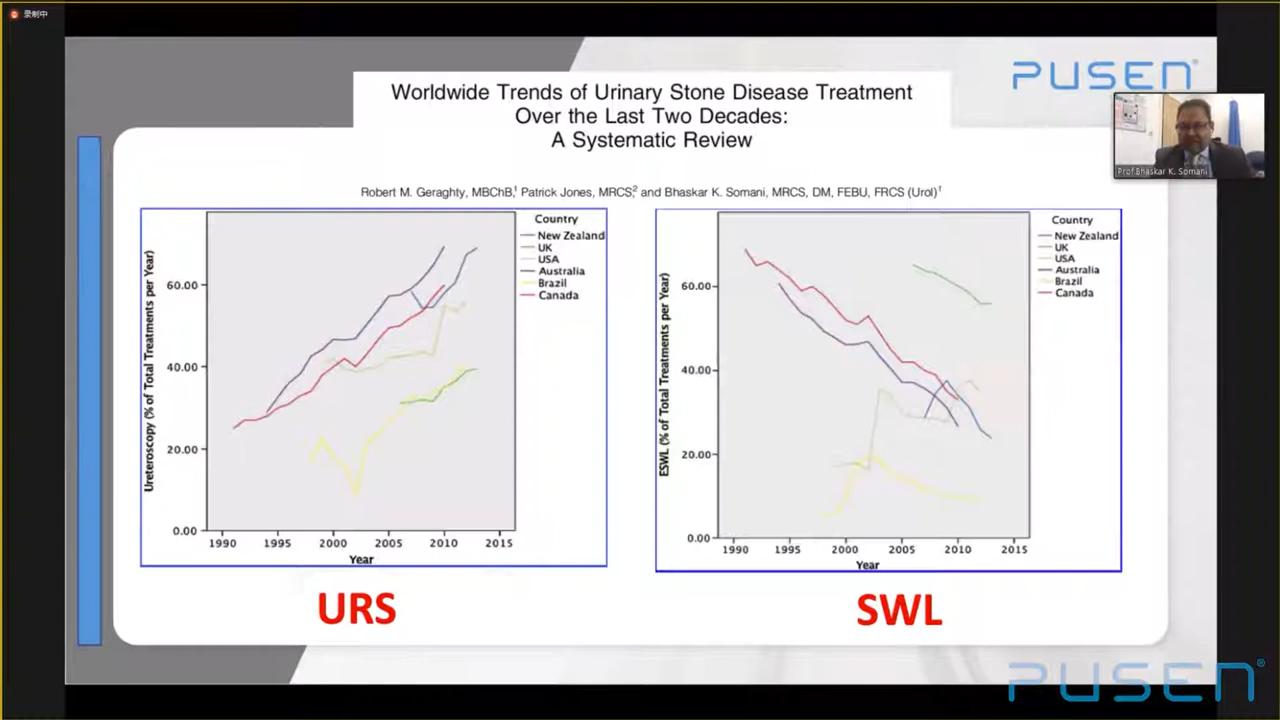 录制中
PUSEN
Worldwide Trends of Urinary Stone Disease Treatment
Over the Last Two Decades:
A Systematic Review
Prof Bhaskar K. Somani
Robert M. Geraghty, MBChB,1 Patrick Jones, MRCS,2 and Bhaskar K. Somani, MRCS, DM, FEBU, FRCS (Urol)1
Ureteroscopy (% of Total Treatments per Year)
60.00
40.00
20.00
0.00
1990 1995 2000 2005 2010 2015
Year
Country
New Zealand
UK
USA
Australia
Brazil
Canada
ESWL (% of Total Treatments per Year)
60.00
40.00
20.00
0.00
1990 1995 2000 2005 2010 2015
Year
Country
New Zealand
UK
USA
Australia
Brazil
Canada
URS
SWL
PUSEN®